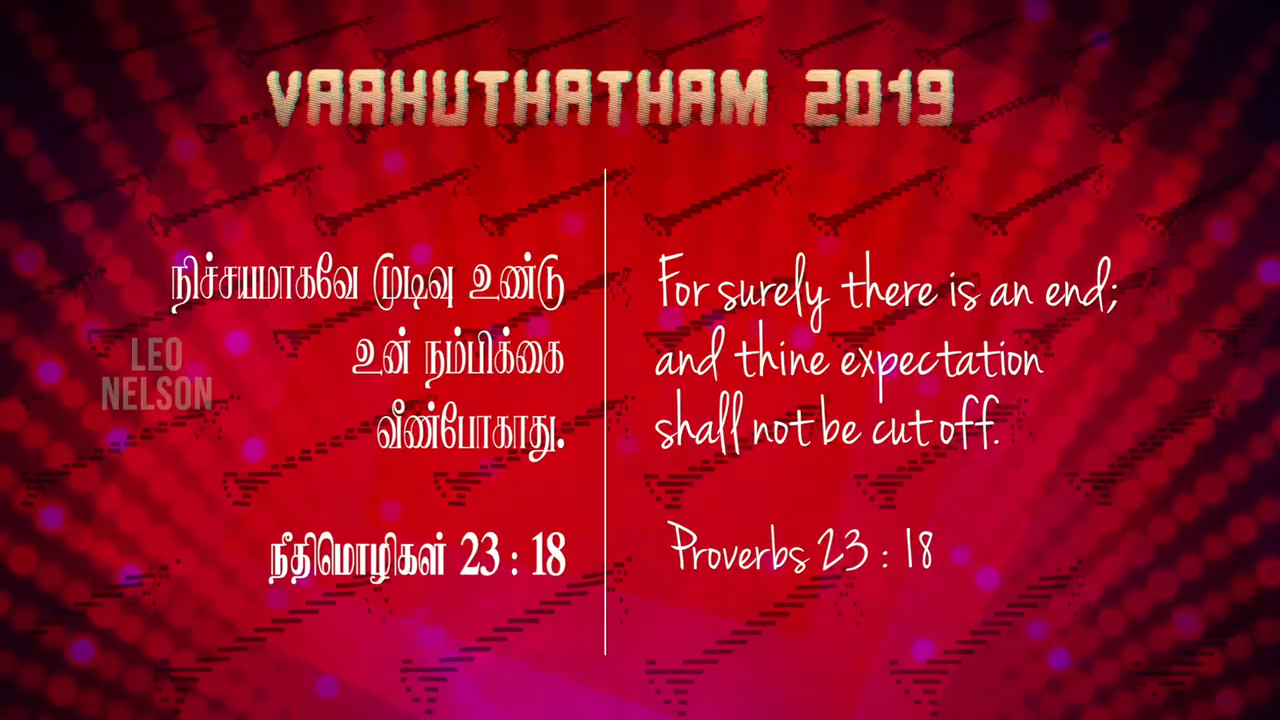 VAAKUTHATHAM 2019
நிச்சயமாகவே முடிவு உண்டு
உன் நம்பிக்கை
வீண்போகாது.
நீதிமொழிகள் 23 : 18
For surely there is an end;
and thine expectation
shall not be cut off.
Proverbs 23 : 18
LEO
NELSON